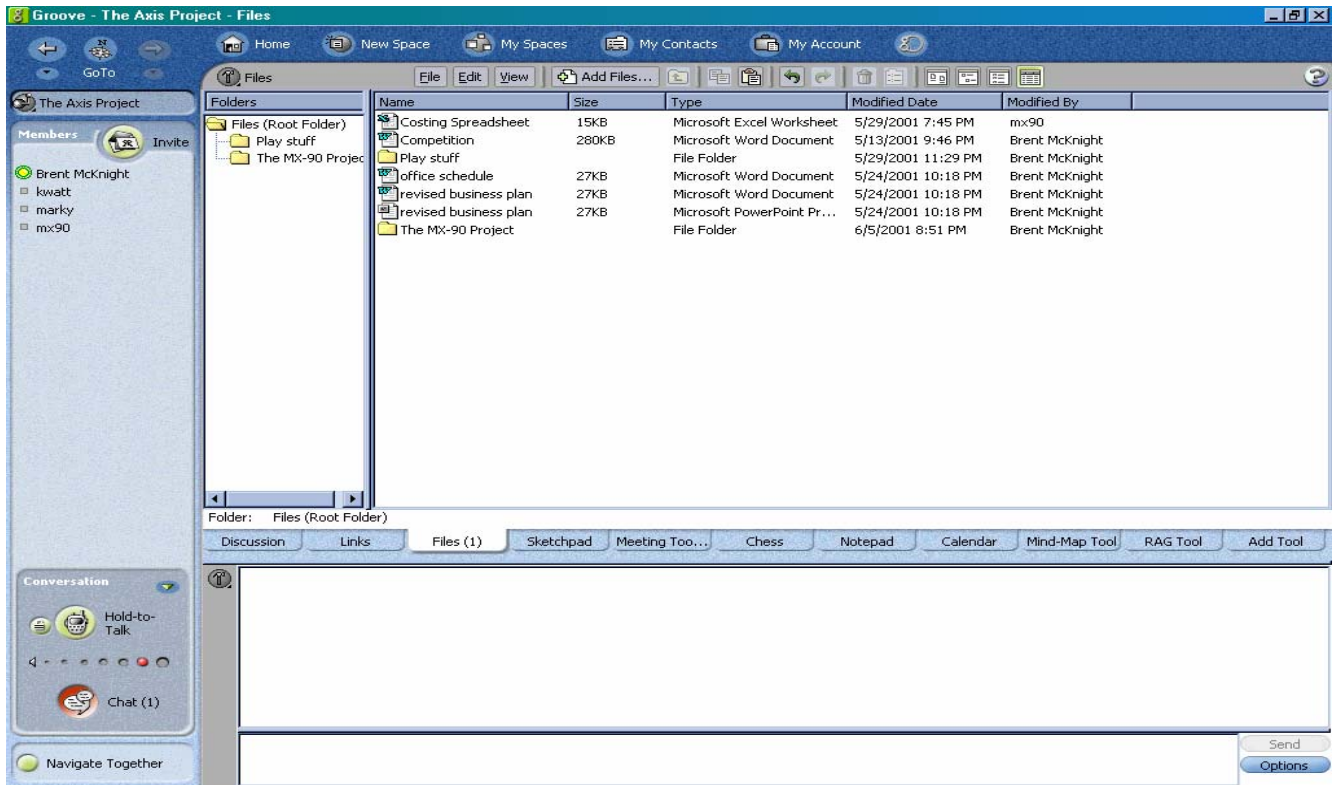 Groove - The Axis Project - Files
N
Home New Space My Spaces My Contacts My Account
GoTo
Files File Edit View Add Files...
The Axis Project
Folders Name Size Type Modified Date Modified By
Members Invite
Files (Root Folder)
Play stuff
The MX-90 Projec
Costing Spreadsheet 15KB Microsoft Excel Worksheet 5/29/2001 7:45 PM mx90
Competition 280KB Microsoft Word Document 5/13/2001 9:46 PM Brent McKnight
Play stuff File Folder 5/29/2001 11:29 PM Brent McKnight
office schedule 27KB Microsoft Word Document 5/24/2001 10:18 PM Brent McKnight
revised business plan 27KB Microsoft Word Document 5/24/2001 10:18 PM Brent McKnight
revised business plan 27KB Microsoft PowerPoint Pr... 5/24/2001 10:18 PM Brent McKnight
The MX-90 Project File Folder 6/5/2001 8:51 PM Brent McKnight
Brent McKnight
kwatt
marky
mx90
Folder: Files (Root Folder)
Discussion Links Files (1) Sketchpad Meeting Too... Chess Notepad Calendar Mind-Map Tool RAG Tool Add Tool
Conversation
Hold-to-
Talk
Chat (1)
Navigate Together
Send
Options